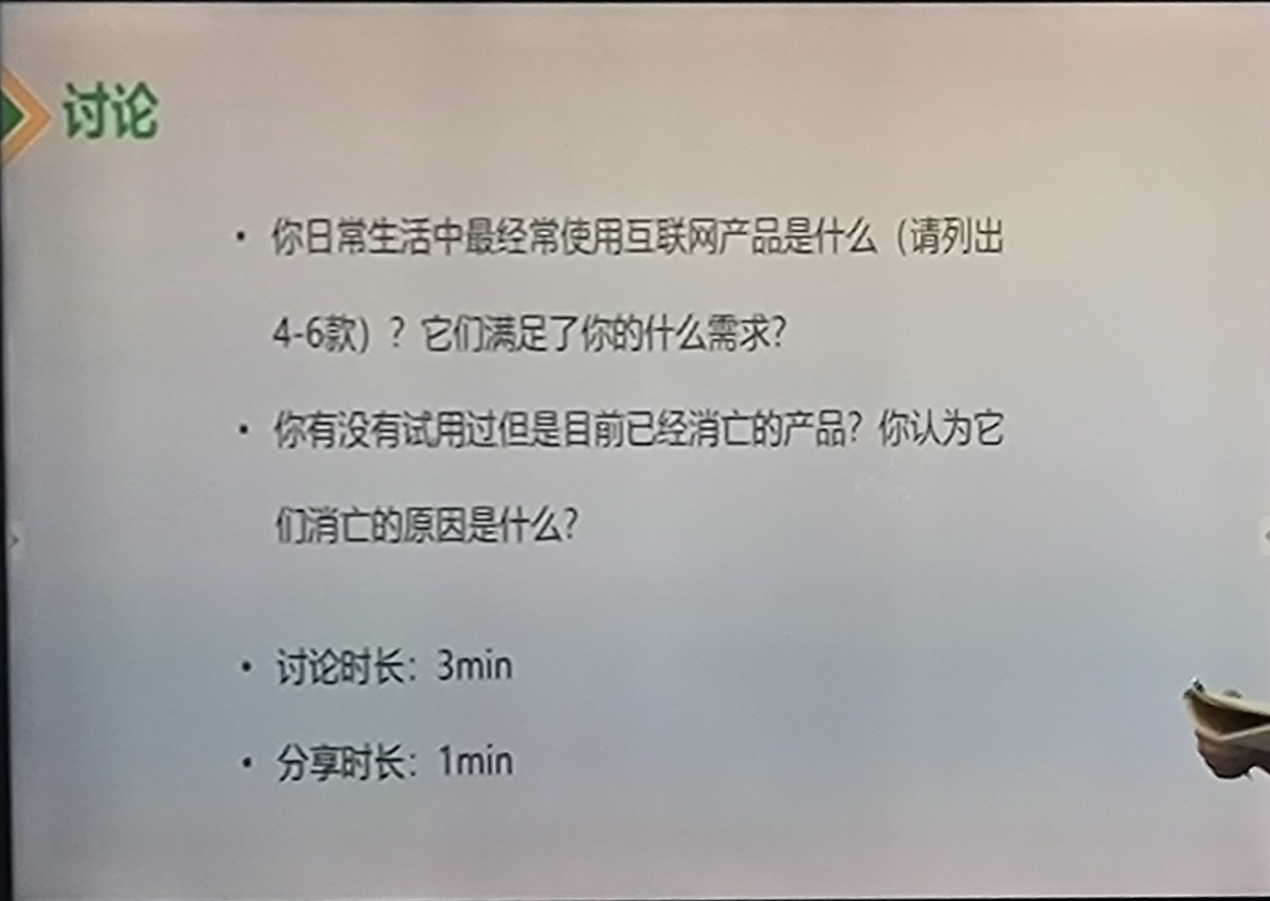 讨论
• 你日常生活中最经常使用互联网产品是什么（请列出
4-6款）？它们满足了你的什么需求？
• 你有没有试用过但是目前已经消亡的产品？你认为它
们消亡的原因是什么？
• 讨论时长：3min
• 分享时长：1min